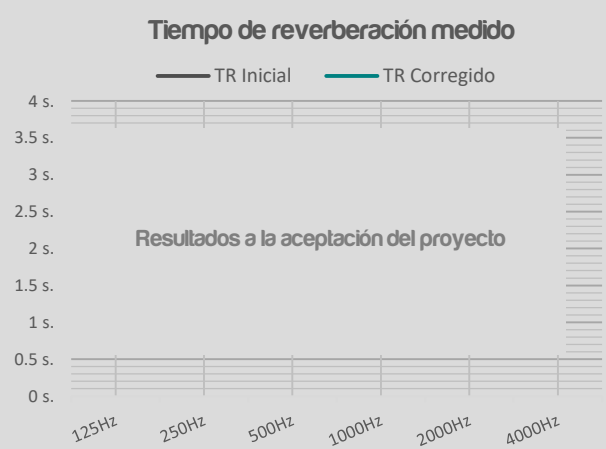 Tiempo de reverberación medido
TR Inicial TR Corregido
4 s.
3.5 s.
3 s.
2.5 s.
Resultados a la aceptación del proyecto
2 s.
1.5 s.
1 s.
0.5 s.
0 s.
125Hz 250Hz 500Hz 1000Hz 2000Hz 4000Hz